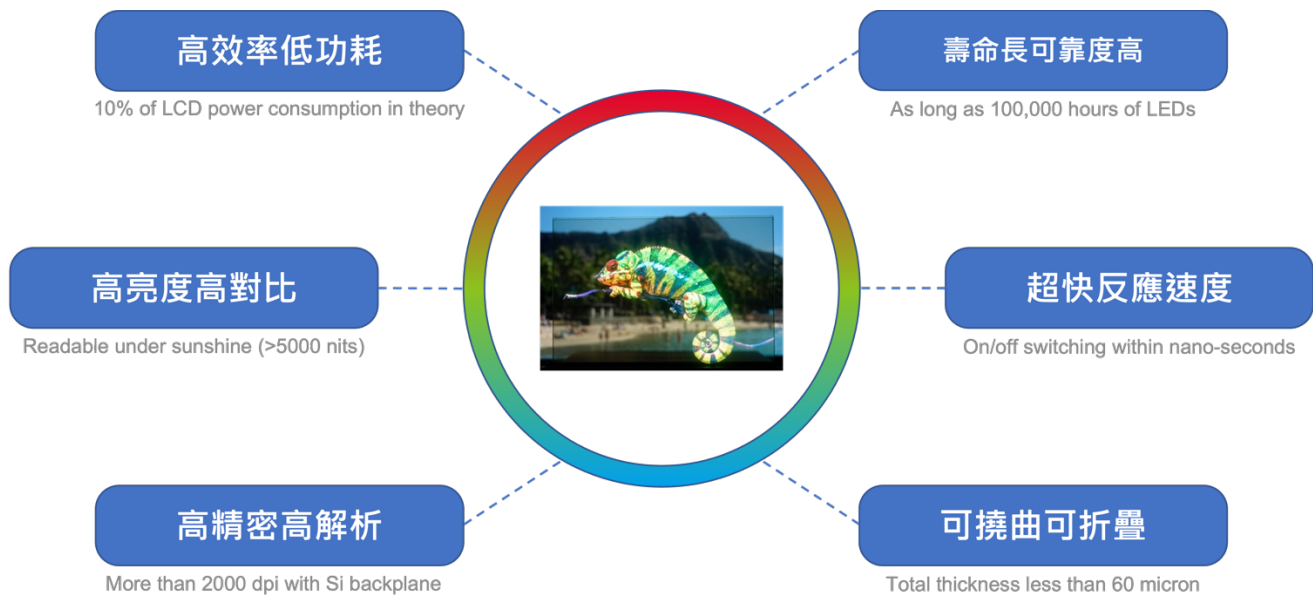 高效率低功耗
10% of LCD power consumption in theory
壽命長可靠度高
As long as 100,000 hours of LEDs
高亮度高對比
Readable under sunshine (>5000 nits)
超快反應速度
On/off switching within nano-seconds
高精密高解析
More than 2000 dpi with Si backplane
可撓曲可折疊
Total thickness less than 60 micron